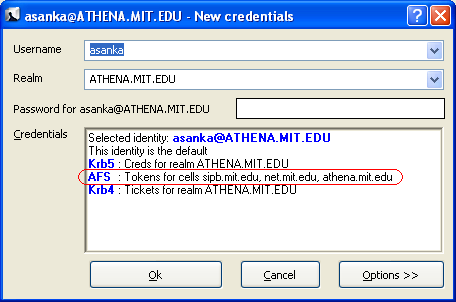 asanka@ATHENA.MIT.EDU - New credentials
Username asanka
Realm ATHENA.MIT.EDU
Password for asanka@ATHENA.MIT.EDU
Credentials
Selected identity: asanka@ATHENA.MIT.EDU
This identity is the default
Krb5 : Creds for realm ATHENA.MIT.EDU
AFS : Tokens for cells sipb.mit.edu, net.mit.edu, athena.mit.edu
Krb4 : Tickets for realm ATHENA.MIT.EDU
Ok Cancel Options >>